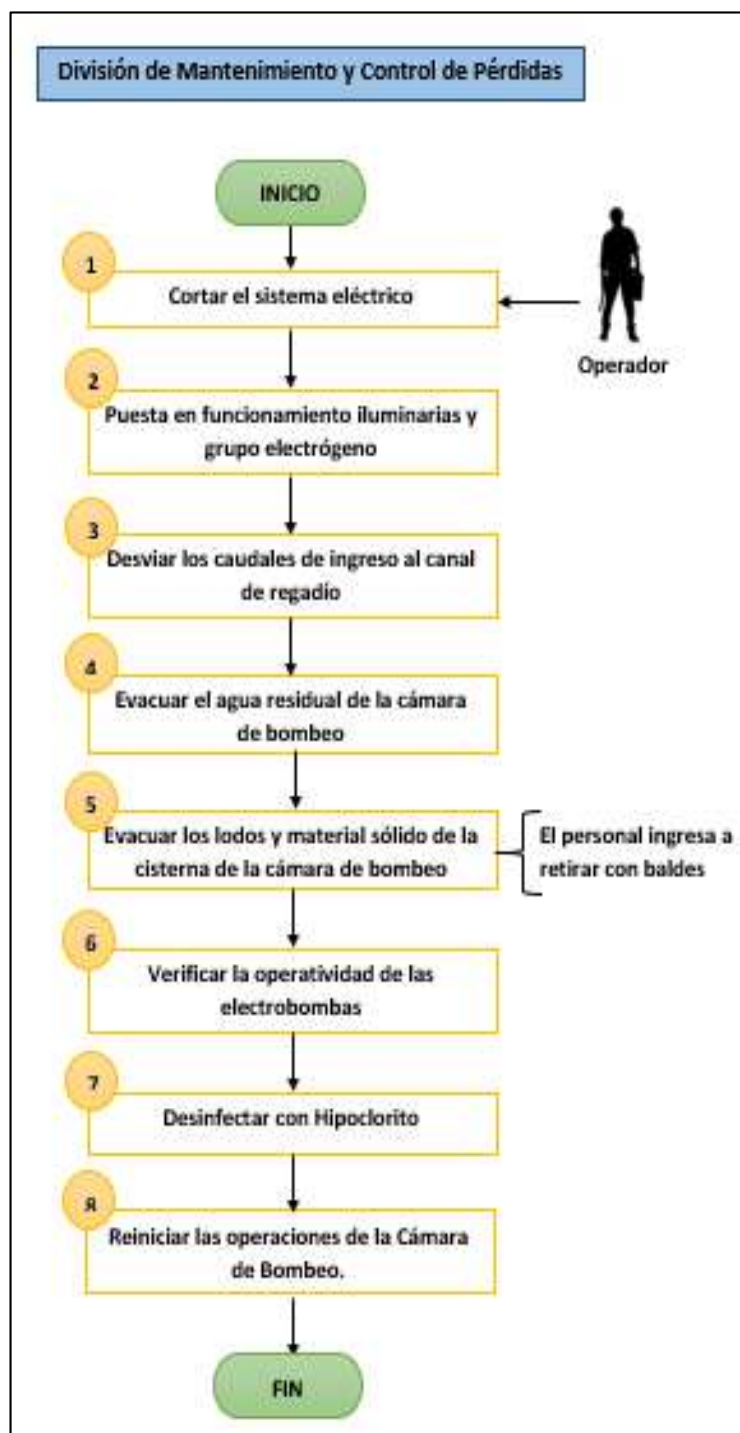 División de Mantenimiento y Control de Pérdidas
INICIO
1
Cortar el sistema eléctrico
Operador
2
Puesta en funcionamiento iluminarias y
grupo electrógeno
3
Desviar los caudales de ingreso al canal
de regadío
4
Evacuar el agua residual de la cámara
de bombeo
5
Evacuar los lodos y material sólido de la
cisterna de la cámara de bombeo
El personal ingresa a
retirar con baldes
6
Verificar la operatividad de las
electrobombas
7
Desinfectar con Hipoclorito
8
Reiniciar las operaciones de la Cámara
de Bombeo.
FIN